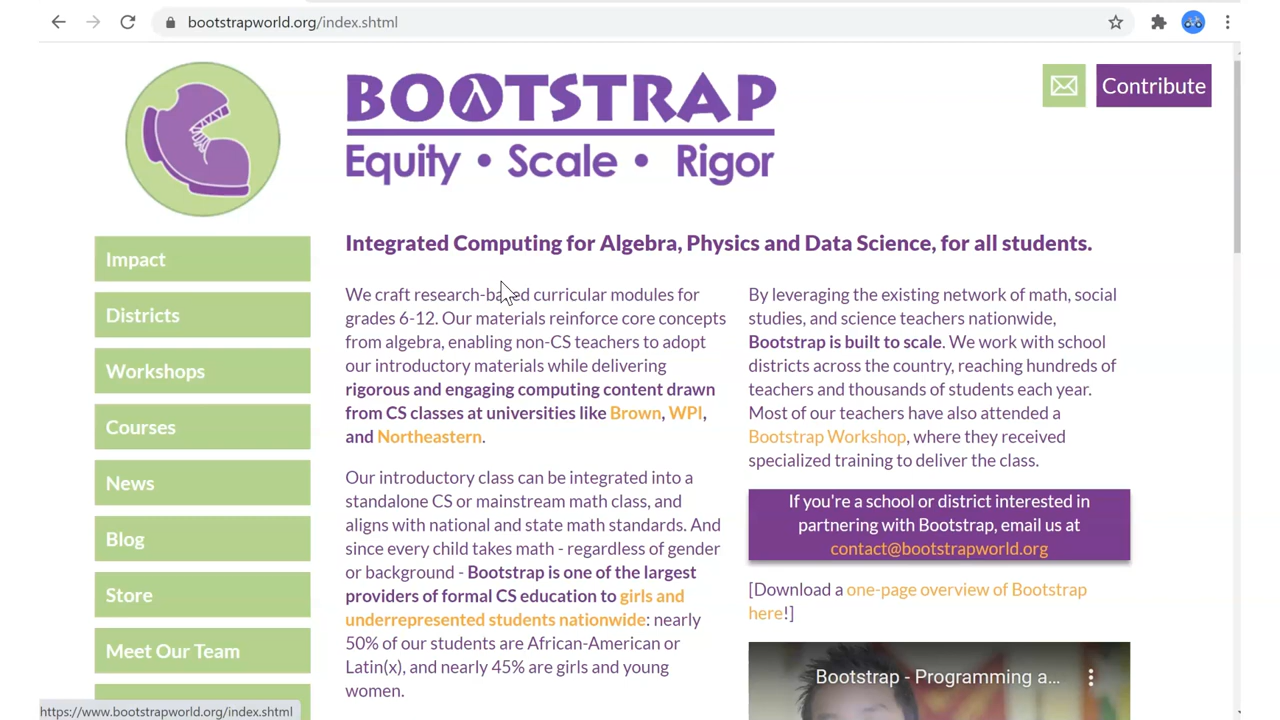 bootstrapworld.org/index.shtml
BOOTSTRAP
Equity • Scale • Rigor
Contribute
Impact
Districts
Workshops
Courses
News
Blog
Store
Meet Our Team
Integrated Computing for Algebra, Physics and Data Science, for all students.
We craft research-based curricular modules for
grades 6-12. Our materials reinforce core concepts
from algebra, enabling non-CS teachers to adopt
our introductory materials while delivering
rigorous and engaging computing content drawn
from CS classes at universities like Brown, WPI,
and Northeastern.
Our introductory class can be integrated into a
standalone CS or mainstream math class, and
aligns with national and state math standards. And
since every child takes math - regardless of gender
or background - Bootstrap is one of the largest
providers of formal CS education to girls and
underrepresented students nationwide: nearly
50% of our students are African-American or
Latin(x), and nearly 45% are girls and young
women.
By leveraging the existing network of math, social
studies, and science teachers nationwide,
Bootstrap is built to scale. We work with school
districts across the country, reaching hundreds of
teachers and thousands of students each year.
Most of our teachers have also attended a
Bootstrap Workshop, where they received
specialized training to deliver the class.
If you're a school or district interested in
partnering with Bootstrap, email us at
contact@bootstrapworld.org
[Download a one-page overview of Bootstrap
here!]
Bootstrap - Programming a...
https://www.bootstrapworld.org/index.shtml